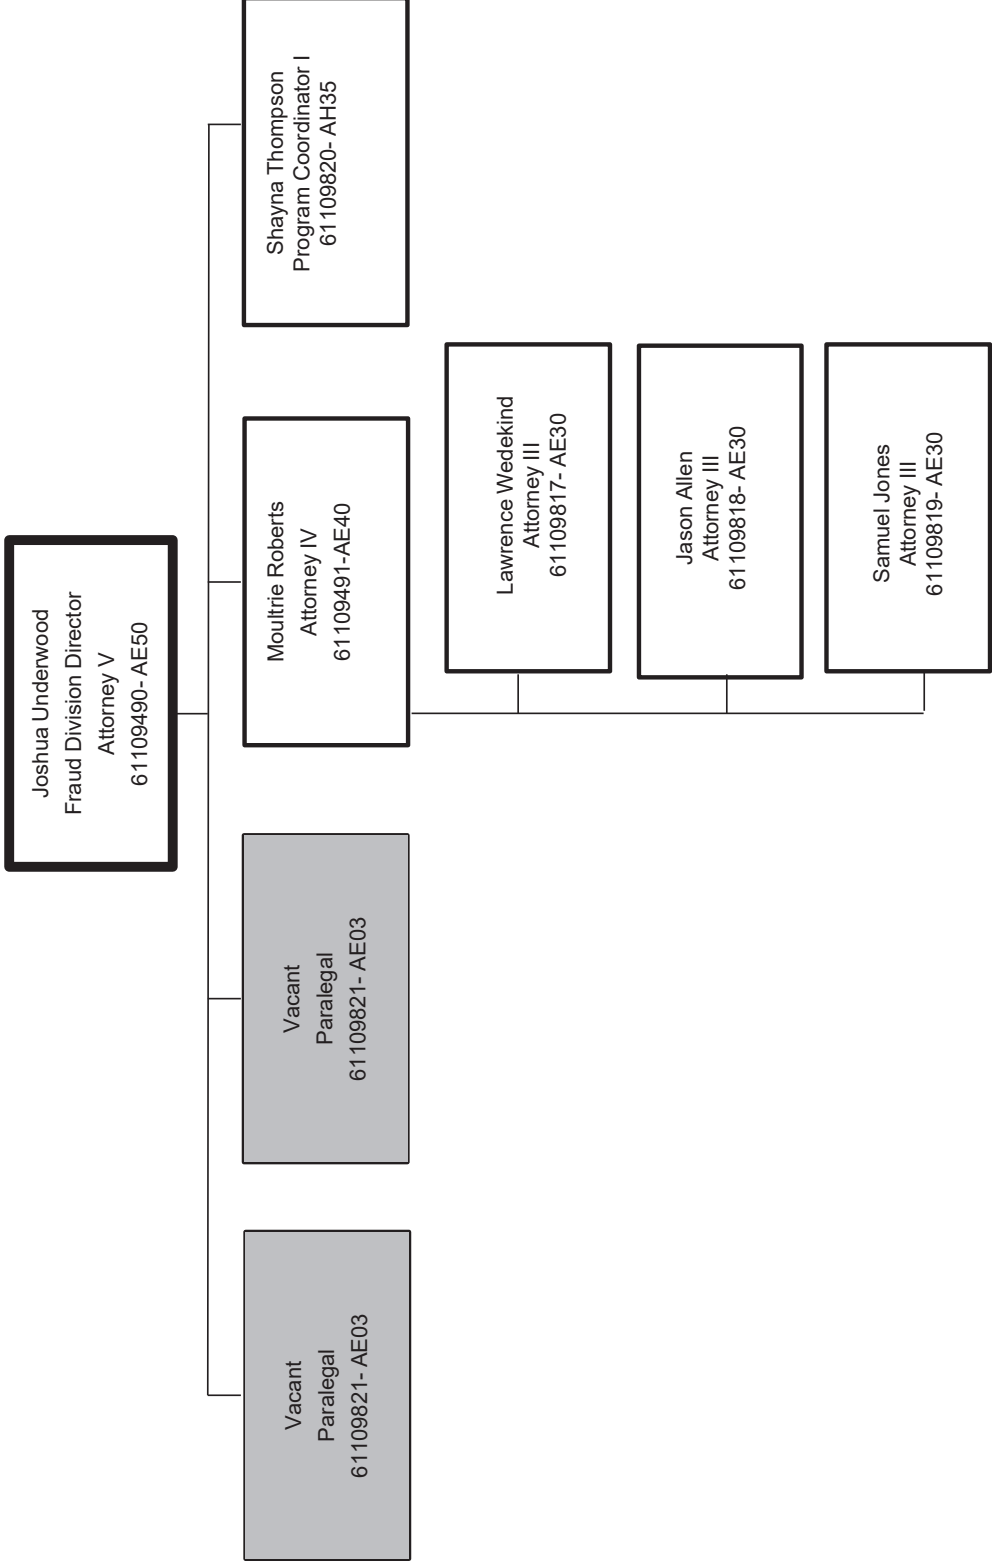 Joshua Underwood
Fraud Division Director
Attorney V
61109490- AE50
Vacant
Paralegal
61109821- AE03
Vacant
Paralegal
61109821- AE03
Moultrie Roberts
Attorney IV
61109491-AE40
Shayna Thompson
Program Coordinator I
61109820- AH35
Lawrence Wedekind
Attorney III
61109817- AE30
Jason Allen
Attorney III
61109818- AE30
Samuel Jones
Attorney III
61109819- AE30